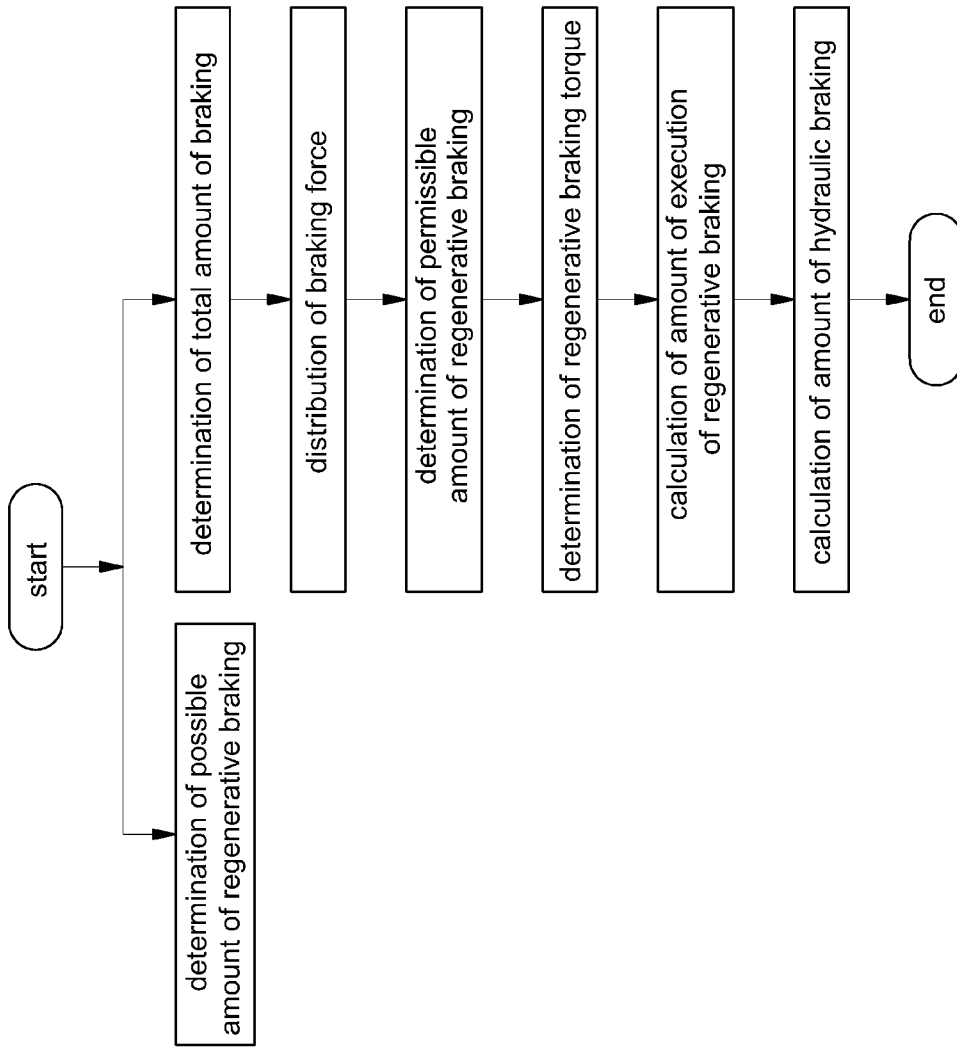 start
determination of possible
amount of regenerative braking
determination of total amount of braking
distribution of braking force
determination of permissible
amount of regenerative braking
determination of regenerative braking torque
calculation of amount of execution
of regenerative braking
calculation of amount of hydraulic braking
end